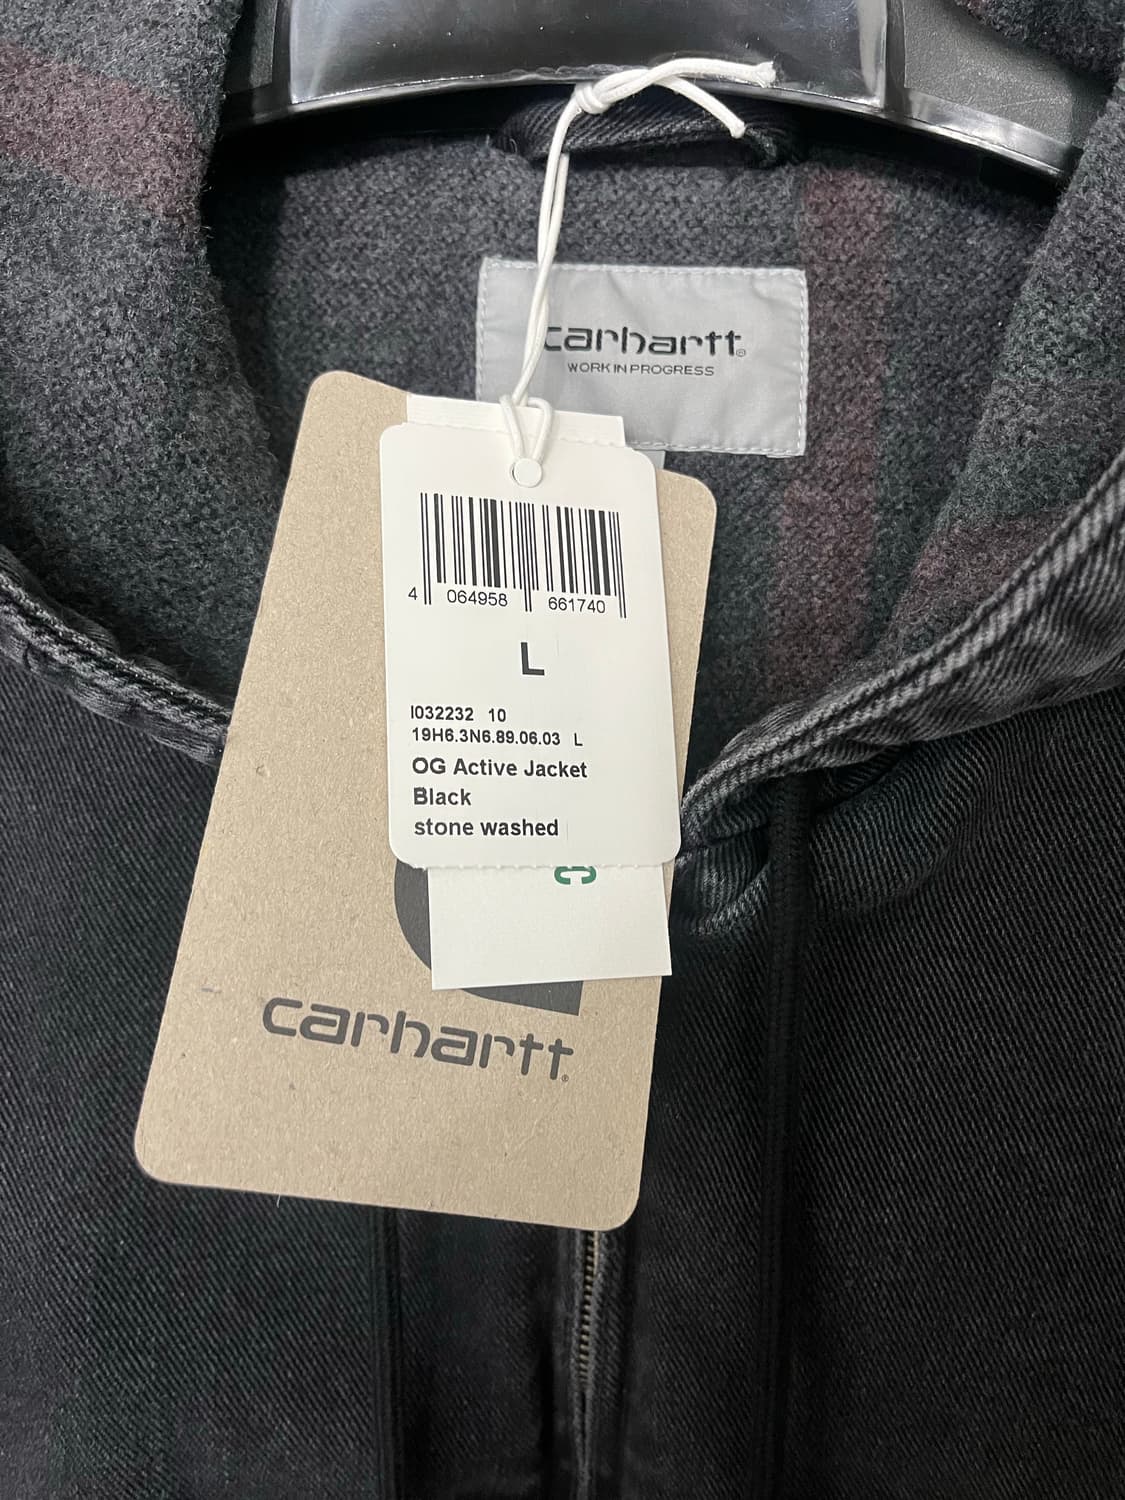 carhartt®
WORK IN PROGRESS
4 064958 661740
L
I032232 10
19H6.3N6.89.06.03 L
OG Active Jacket
Black
stone washed
carhartt®